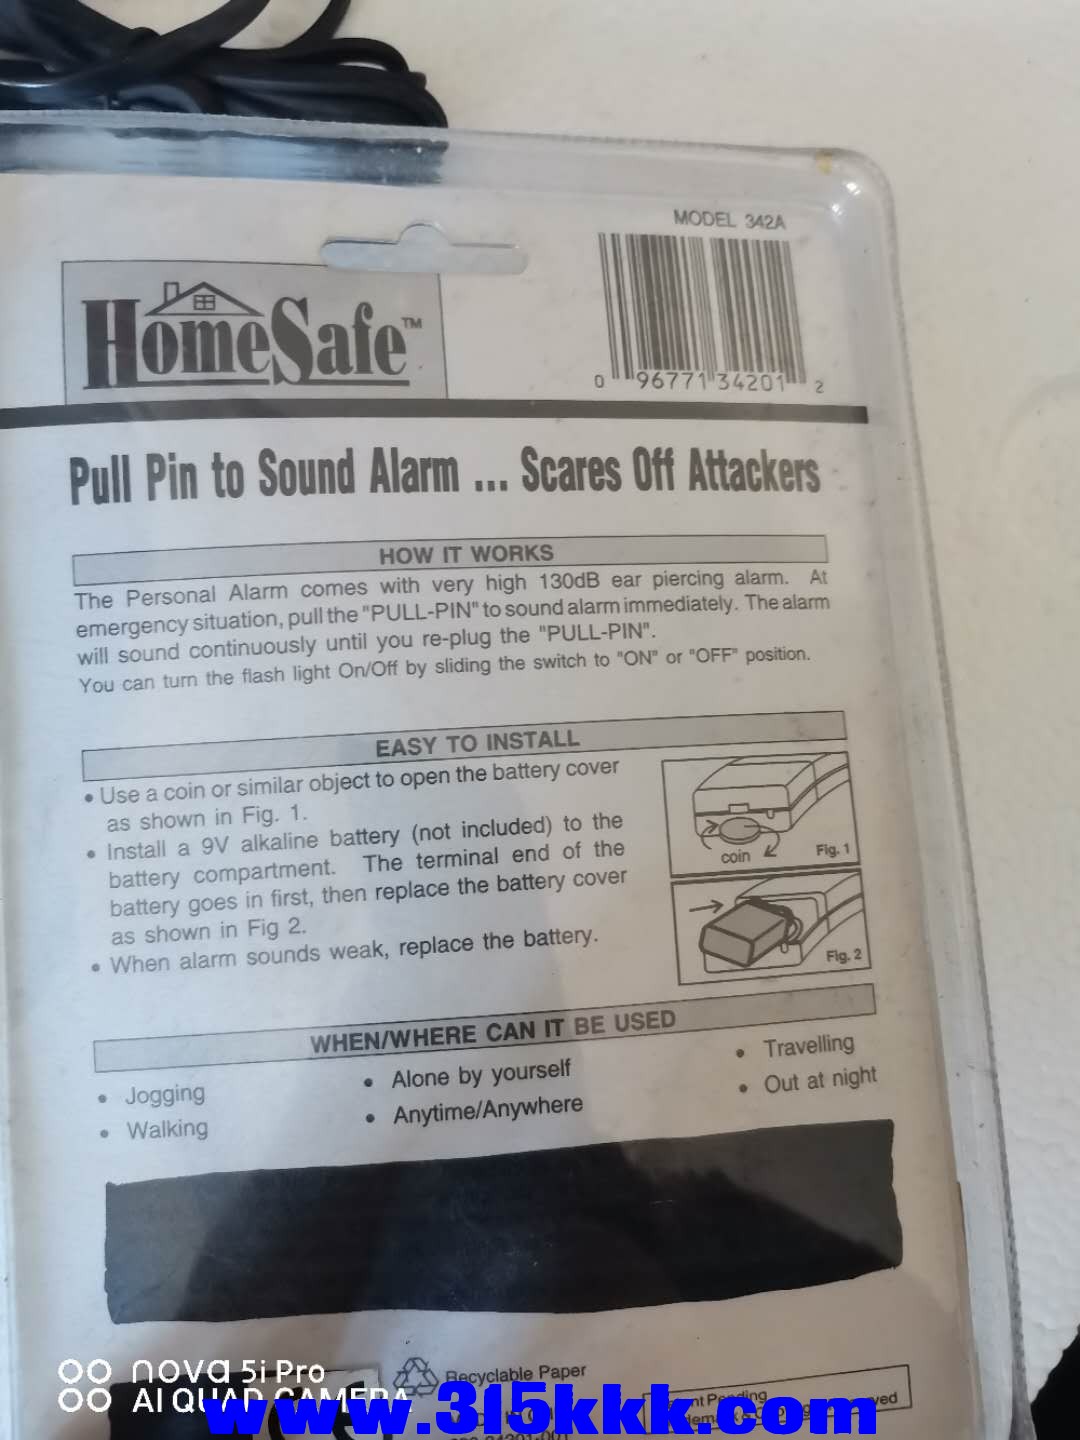 MODEL 342A
HomeSafe™
0 96771 34201 2
Pull Pin to Sound Alarm ... Scares Off Attackers
HOW IT WORKS
The Personal Alarm comes with very high 130dB ear piercing alarm. At
emergency situation, pull the "PULL-PIN" to sound alarm immediately. The alarm
will sound continuously until you re-plug the "PULL-PIN".
You can turn the flash light On/Off by sliding the switch to "ON" or "OFF" position.
EASY TO INSTALL
• Use a coin or similar object to open the battery cover
as shown in Fig. 1.
• Install a 9V alkaline battery (not included) to the
battery compartment. The terminal end of the
battery goes in first, then replace the battery cover
as shown in Fig 2.
• When alarm sounds weak, replace the battery.
coin
Fig. 1
Fig. 2
WHEN/WHERE CAN IT BE USED
• Jogging
• Walking
• Alone by yourself
• Anytime/Anywhere
• Travelling
• Out at night
Recyclable Paper
nova 5i Pro
AI QUAD CAMERA
www.315kkk.com